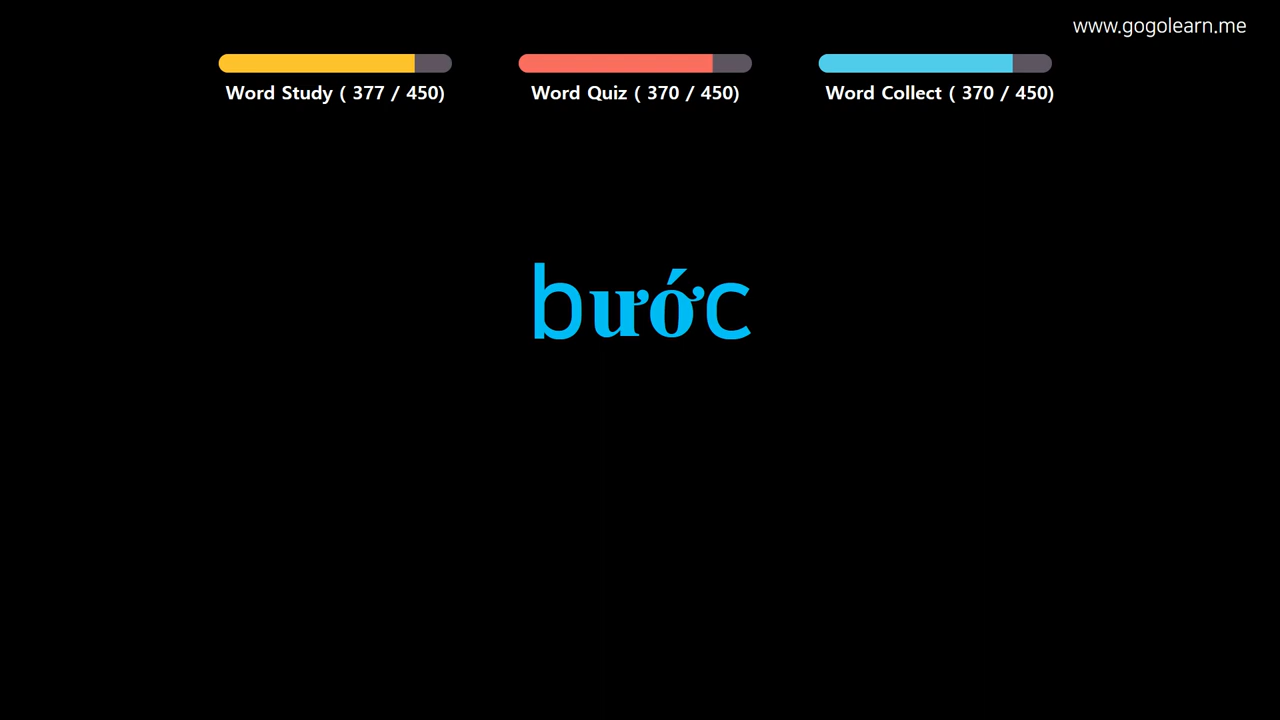 www.gogolearn.me
Word Study ( 377 / 450)
Word Quiz ( 370 / 450)
Word Collect ( 370 / 450)
bước